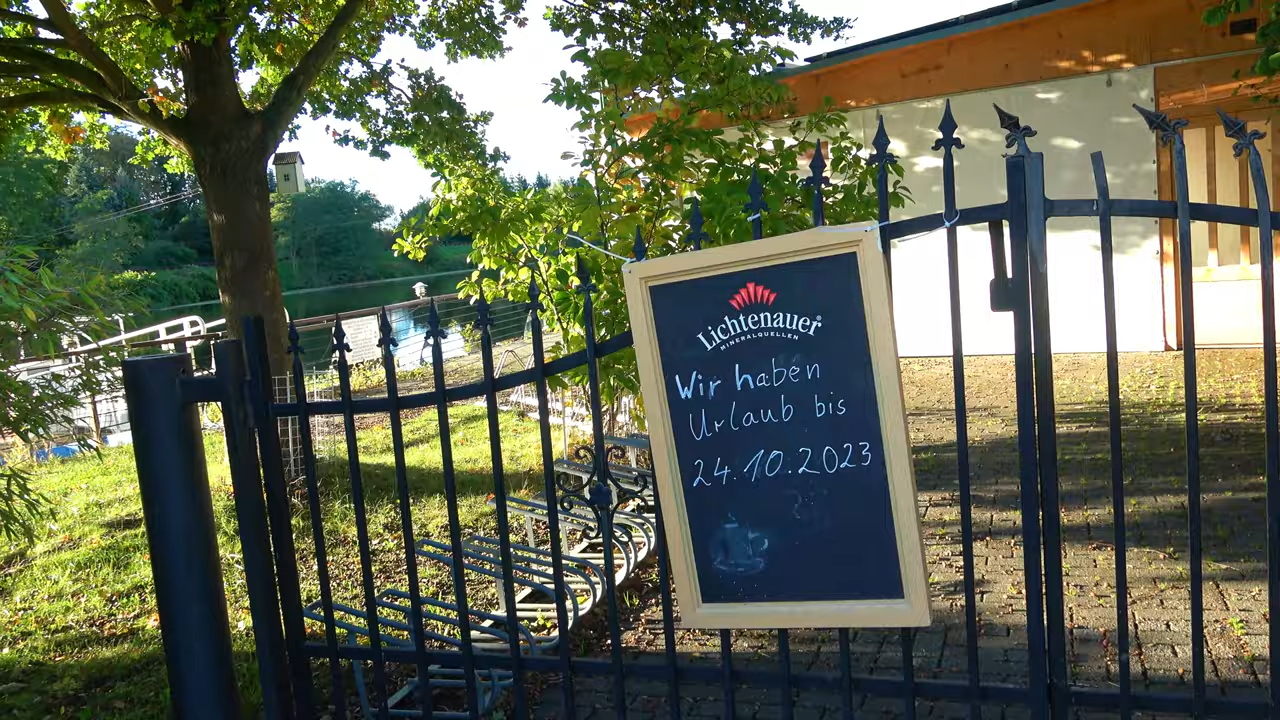 Lichtenauer®
MINERALQUELLEN
Wir haben
Urlaub bis
24.10.2023